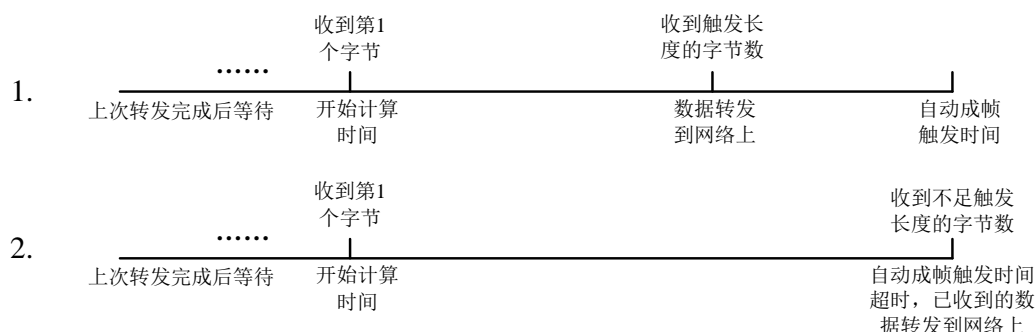 收到第1
个字节
收到触发长
度的字节数
……
1.
上次转发完成后等待
开始计算
时间
数据转发
到网络上
自动成帧
触发时间
收到第1
个字节
收到不足触发
长度的字节数
……
2.
上次转发完成后等待
开始计算
时间
自动成帧触发时间
超时，已收到的数
据转发到网络上